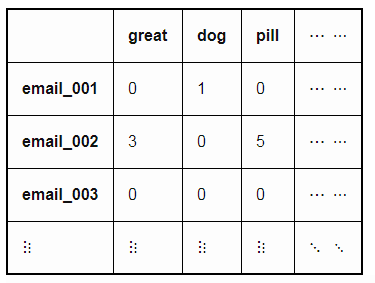 great dog pill ... ...
email_001 0 1 0 ... ...
email_002 3 0 5 ... ...
email_003 0 0 0 ... ...
⋮ ⋮ ⋮ ⋮ ⋱ ⋱